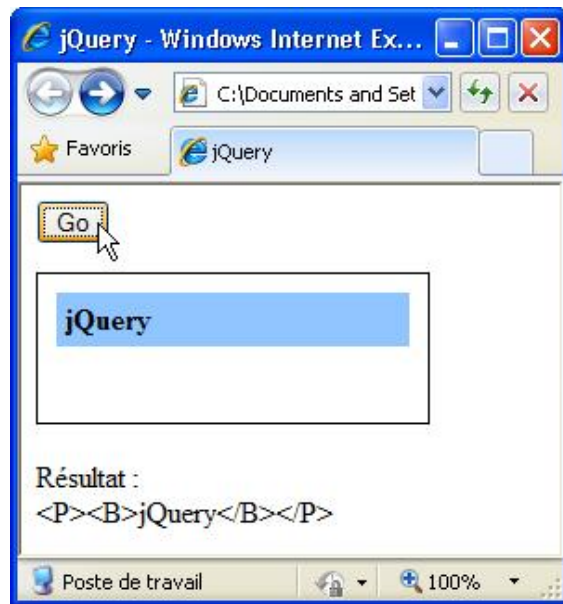 jQuery - Windows Internet Ex...
C:\Documents and Set
Favoris
jQuery
Go
jQuery
Résultat :
<P><B>jQuery</B></P>
Poste de travail
100%